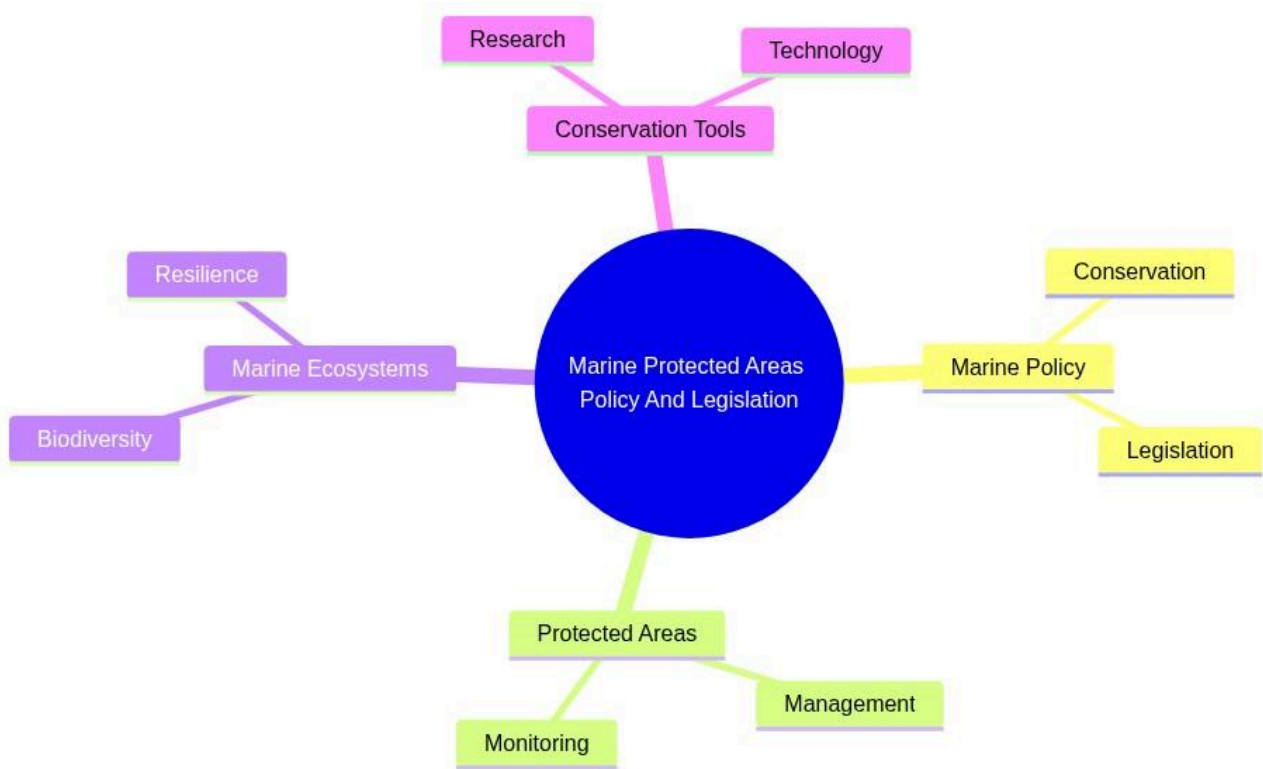 Research
Technology
Conservation Tools
Resilience
Conservation
Marine Ecosystems
Marine Protected Areas
Policy And Legislation
Marine Policy
Biodiversity
Legislation
Protected Areas
Management
Monitoring